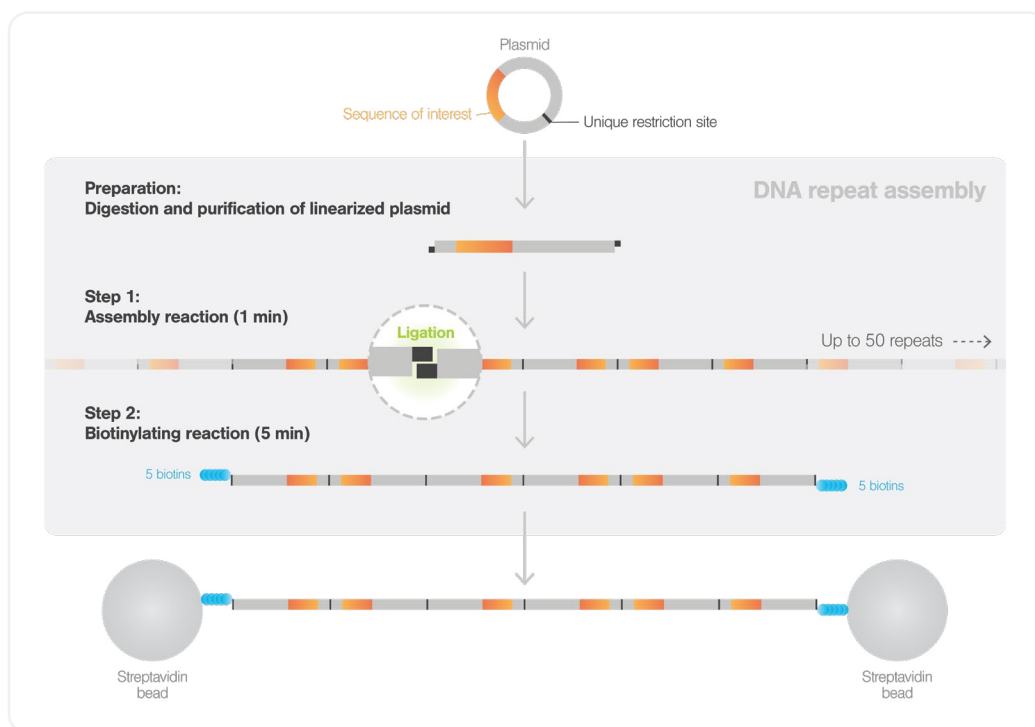 Plasmid
Sequence of interest
Unique restriction site
Preparation:
Digestion and purification of linearized plasmid
DNA repeat assembly
Step 1:
Assembly reaction (1 min)
Ligation
Up to 50 repeats
Step 2:
Biotinylating reaction (5 min)
5 biotins
5 biotins
Streptavidin
bead
Streptavidin
bead